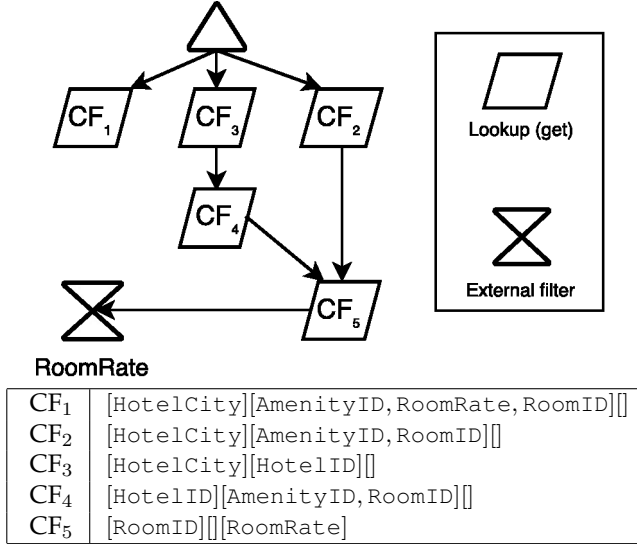 CF₁
CF₃
CF₂
Lookup (get)
CF₄
External filter
CF₅
RoomRate
CF₁ [HotelCity][AmenityID, RoomRate, RoomID][]
CF₂ [HotelCity][AmenityID, RoomID][]
CF₃ [HotelCity][HotelID][]
CF₄ [HotelID][AmenityID, RoomID][]
CF₅ [RoomID][][RoomRate]